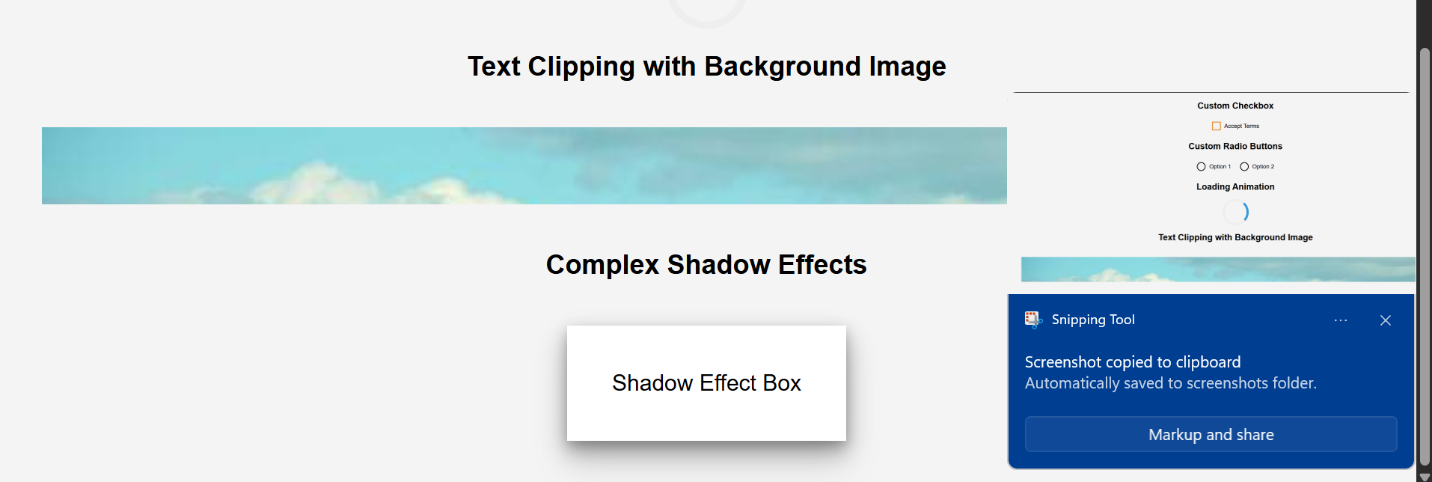 Text Clipping with Background Image
Complex Shadow Effects
Shadow Effect Box
Custom Checkbox
Accept Terms
Custom Radio Buttons
Option 1 Option 2
Loading Animation
Text Clipping with Background Image
Snipping Tool
Screenshot copied to clipboard
Automatically saved to screenshots folder.
Markup and share